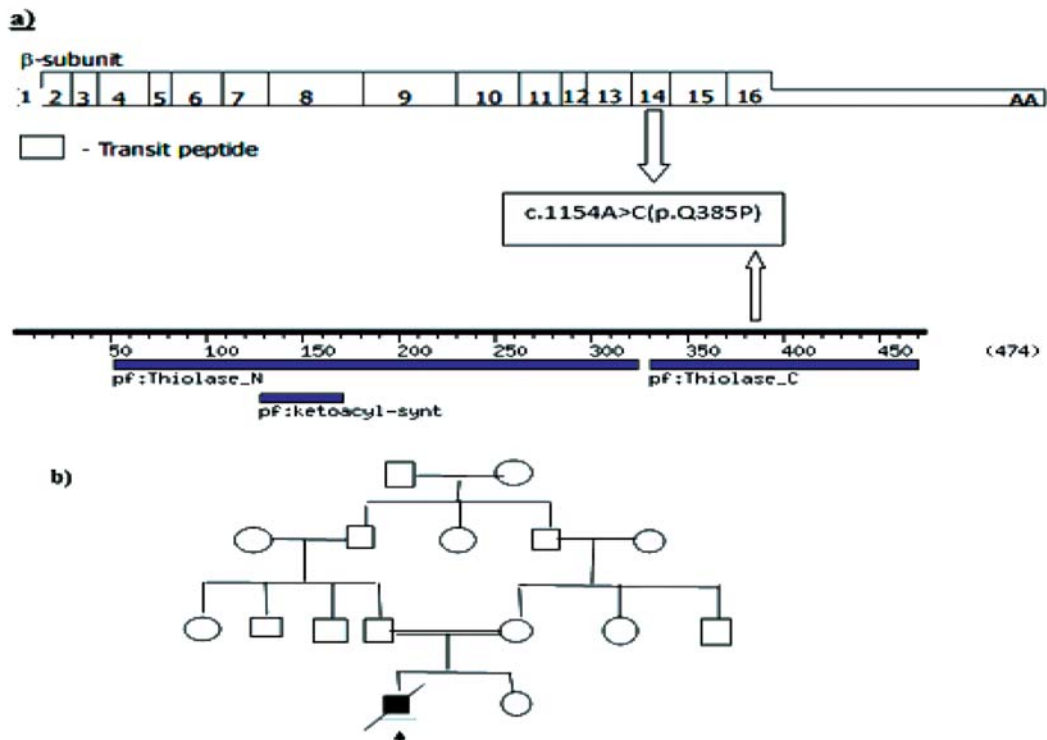 a)
β-subunit
1 2 3 4 5 6 7 8 9 10 11 12 13 14 15 16 AA
- Transit peptide
c.1154A>C(p.Q385P)
50 100 150 200 250 300 350 400 450 (474)
pf:Thiolase_N pf:Thiolase_C
pf:ketoacyl-synt
b)